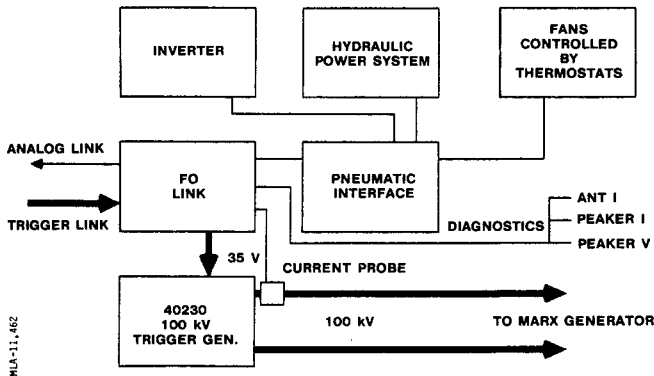 INVERTER
HYDRAULIC
POWER SYSTEM
FANS
CONTROLLED
BY
THERMOSTATS
ANALOG LINK
FO
LINK
PNEUMATIC
INTERFACE
TRIGGER LINK
DIAGNOSTICS
ANT I
PEAKER I
PEAKER V
35 V
CURRENT PROBE
40230
100 kV
TRIGGER GEN.
100 kV
TO MARX GENERATOR
MLA-11,462